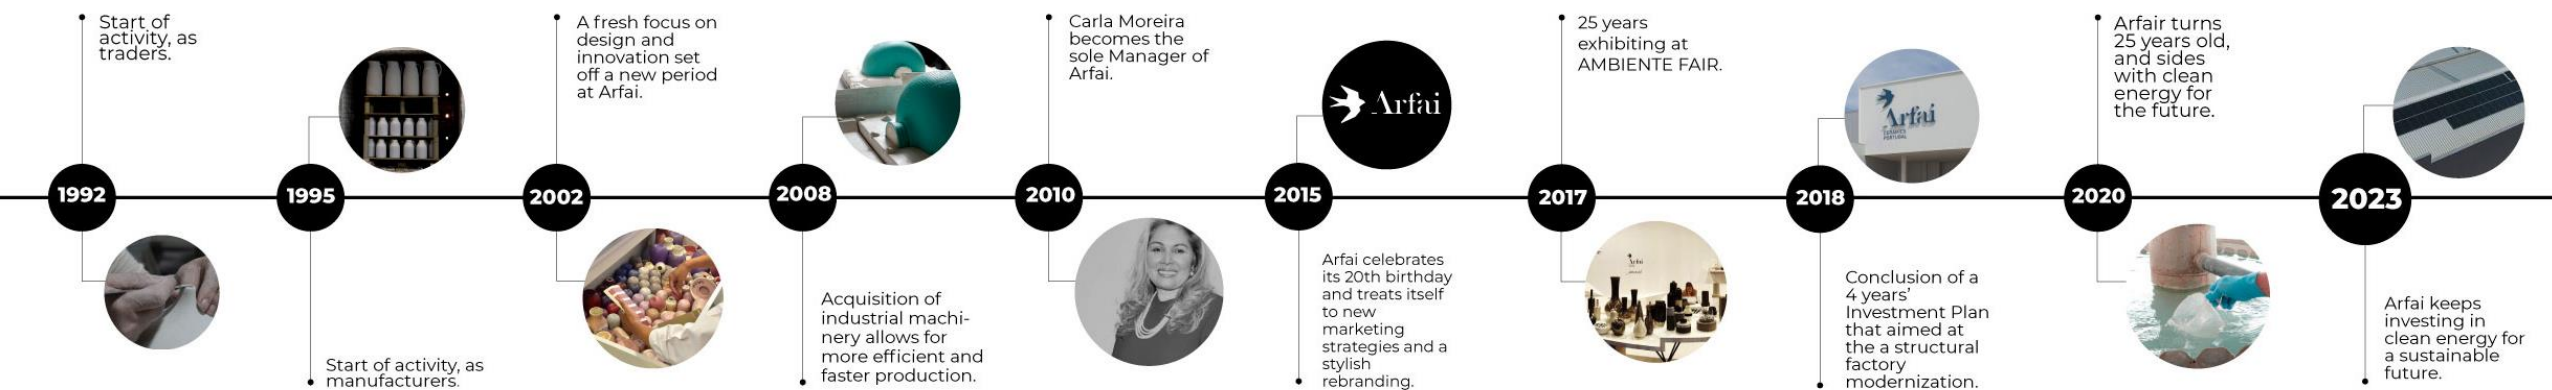 Start of
activity, as
traders.
1992
1995
Start of activity, as
manufacturers.
A fresh focus on
design and
innovation set
off a new period
at Arfai.
2002
2008
Acquisition of
industrial machi-
nery allows for
more efficient and
faster production.
Carla Moreira
becomes the
sole Manager of
Arfai.
2010
Arfai
2015
Arfai celebrates
its 20th birthday
and treats itself
to new
marketing
strategies and a
stylish
rebranding.
25 years
exhibiting at
AMBIENTE FAIR.
2017
Arfai
Arfai
CERAMICS
PORTUGAL
2018
Conclusion of a
4 years’
Investment Plan
that aimed at
the a structural
factory
modernization.
Arfair turns
25 years old,
and sides
with clean
energy for
the future.
2020
2023
Arfai keeps
investing in
clean energy for
a sustainable
future.